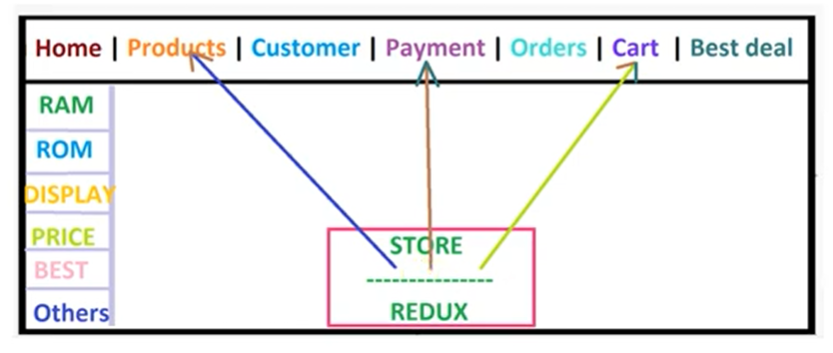 Home | Products | Customer | Payment | Orders | Cart | Best deal
RAM
ROM
DISPLAY
PRICE
BEST
Others
STORE
---------------
REDUX